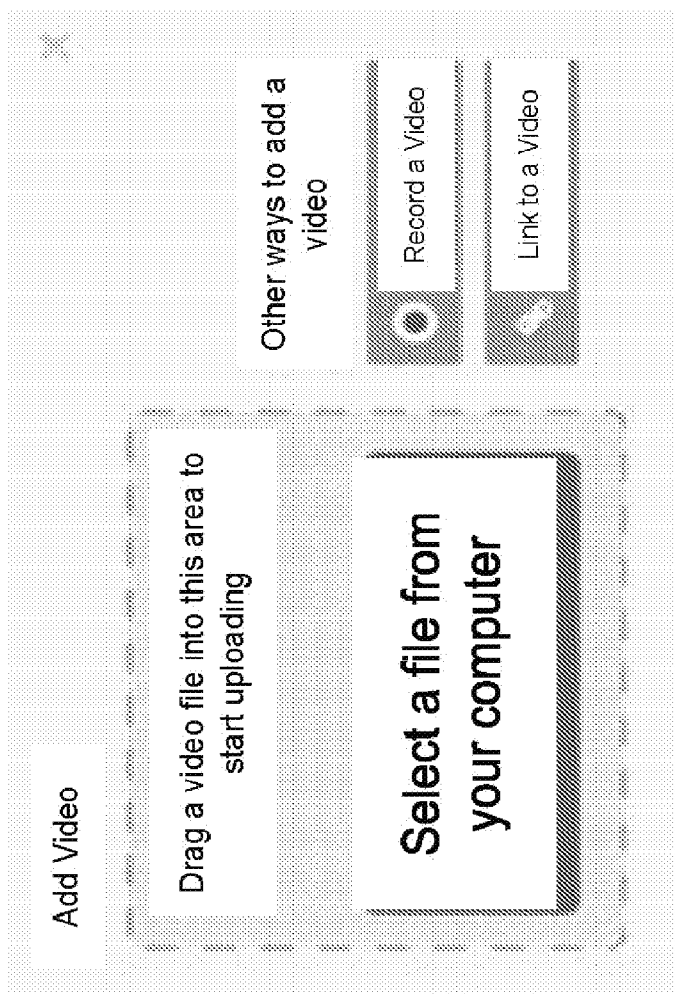 Add Video
Drag a video file into this area to
start uploading
Select a file from
your computer
Other ways to add a
video
Record a Video
Link to a Video